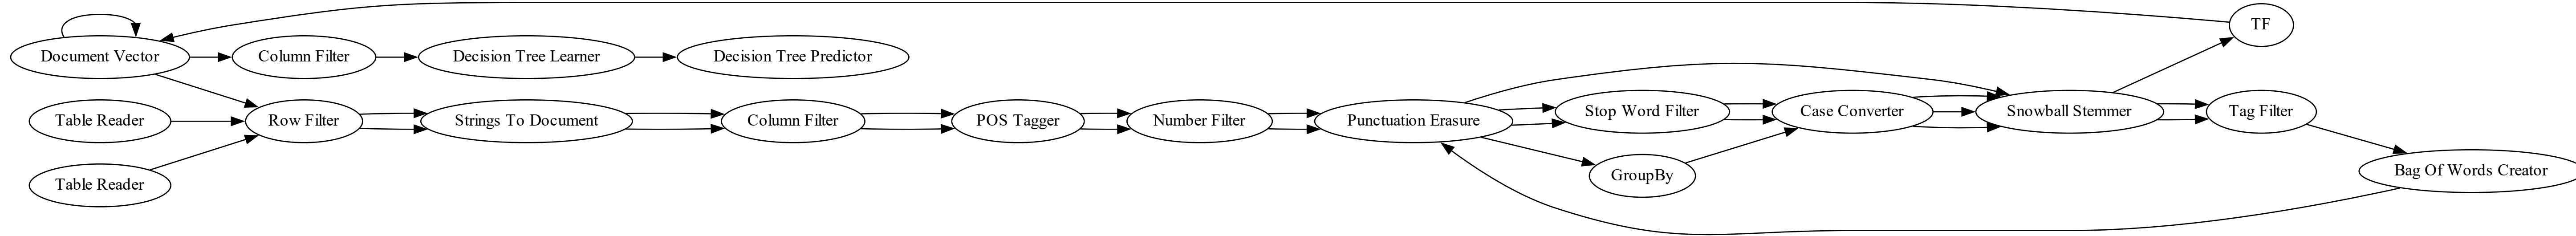 TF
Document Vector
Column Filter
Decision Tree Learner
Decision Tree Predictor
Table Reader
Row Filter
Strings To Document
Column Filter
POS Tagger
Number Filter
Punctuation Erasure
Stop Word Filter
Case Converter
Snowball Stemmer
Tag Filter
GroupBy
Table Reader
Bag Of Words Creator